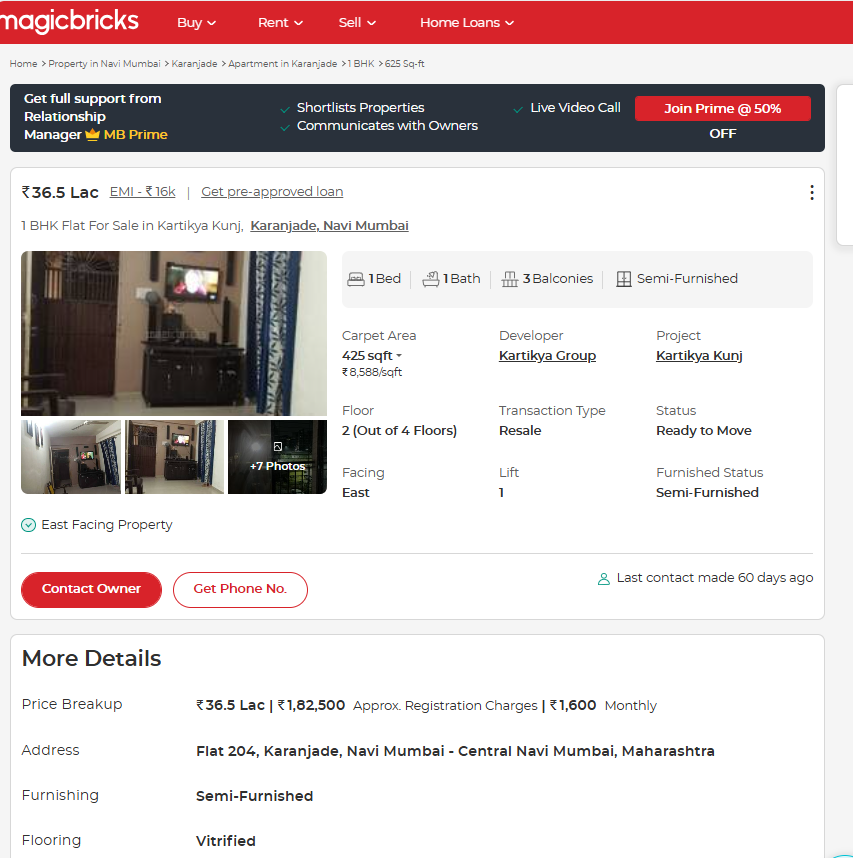 magicbricks Buy Rent Sell Home Loans
Home > Property in Navi Mumbai > Karanjade > Apartment in Karanjade > 1 BHK > 625 Sq-ft
Get full support from
Relationship
Manager MB Prime
Shortlists Properties
Communicates with Owners
Live Video Call
Join Prime @ 50%
OFF
₹36.5 Lac EMI - ₹16k | Get pre-approved loan
1 BHK Flat For Sale in Kartikya Kunj, Karanjade, Navi Mumbai
1 Bed 1 Bath 3 Balconies Semi-Furnished
Carpet Area
425 sqft
₹8,588/sqft
Developer
Kartikya Group
Project
Kartikya Kunj
Floor
2 (Out of 4 Floors)
Transaction Type
Resale
Status
Ready to Move
Facing
East
Lift
1
Furnished Status
Semi-Furnished
+7 Photos
East Facing Property
Contact Owner Get Phone No.
Last contact made 60 days ago
More Details
Price Breakup ₹36.5 Lac | ₹1,82,500 Approx. Registration Charges | ₹1,600 Monthly
Address Flat 204, Karanjade, Navi Mumbai - Central Navi Mumbai, Maharashtra
Furnishing Semi-Furnished
Flooring Vitrified